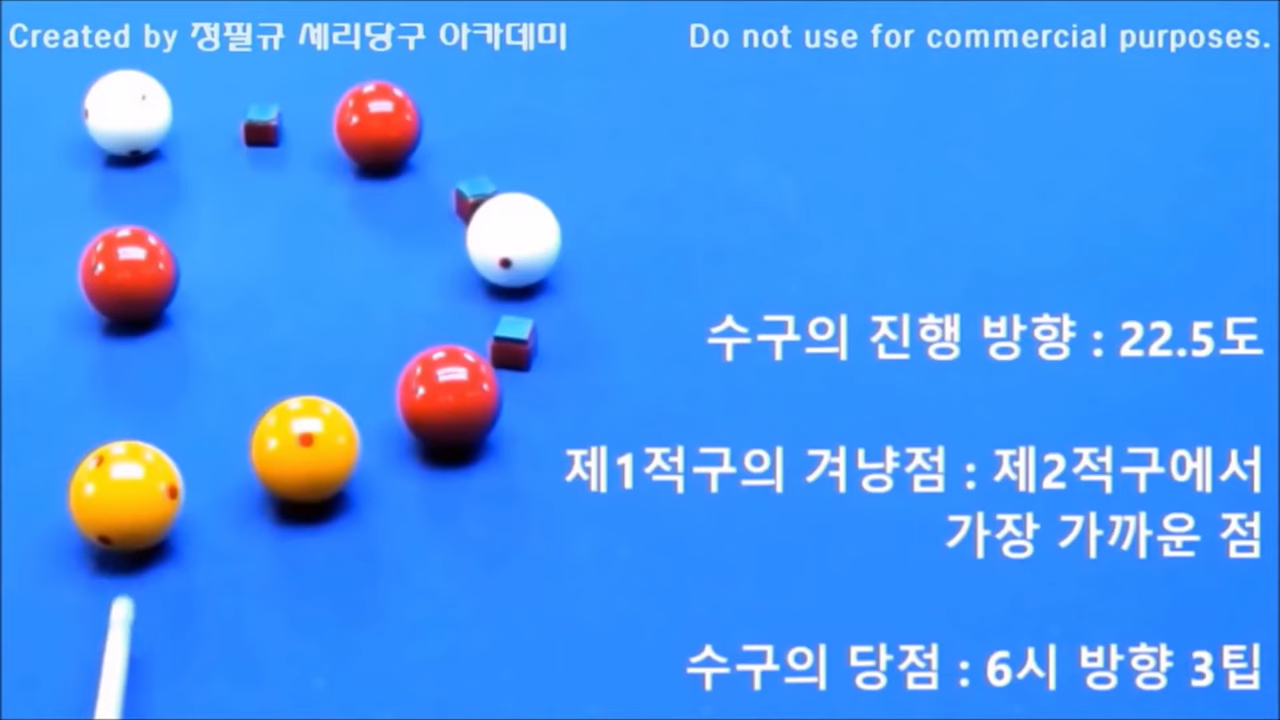 Created by 정필규 세리당구 아카데미
Do not use for commercial purposes.
수구의 진행 방향 : 22.5도
제1적구의 겨냥점 : 제2적구에서
가장 가까운 점
수구의 당점 : 6시 방향 3팁